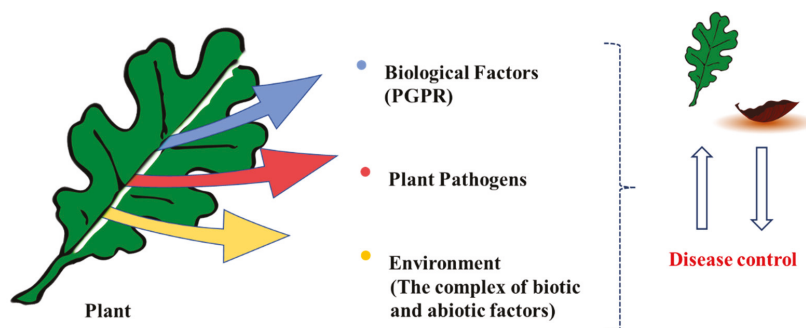 Biological Factors
(PGPR)
Plant Pathogens
Environment
(The complex of biotic
and abiotic factors)
Plant
Disease control